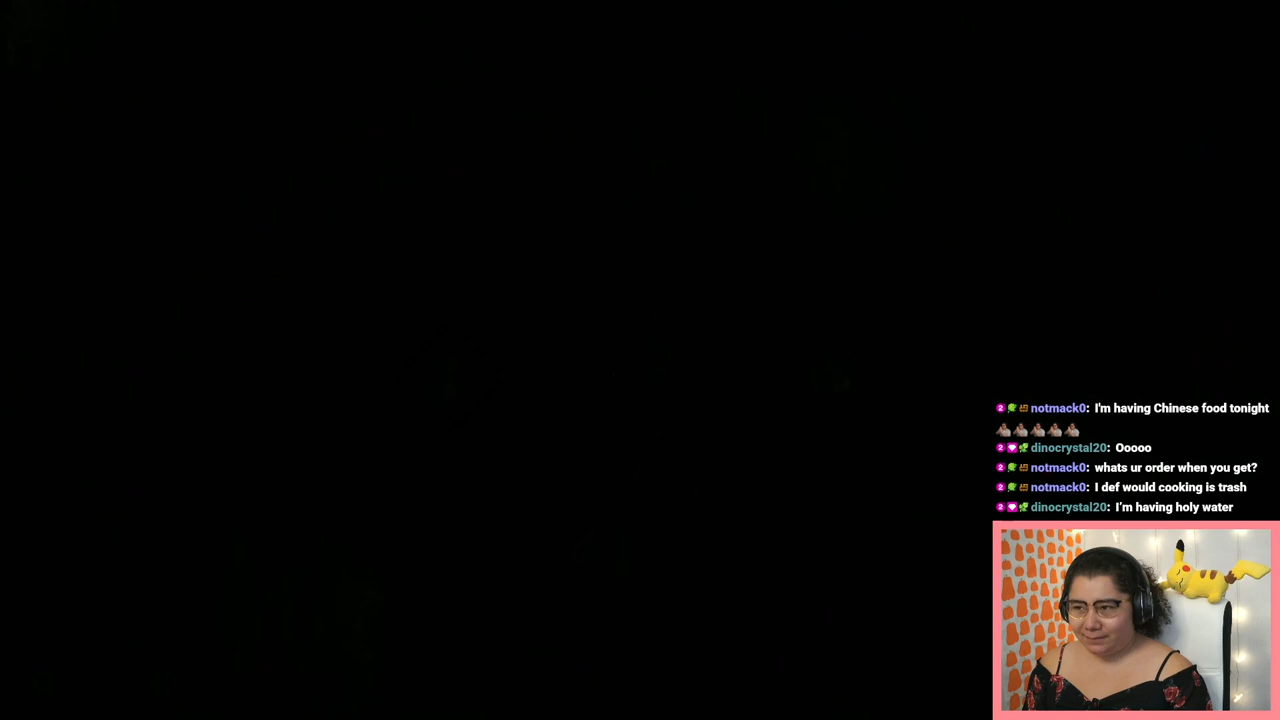 notmack0: I'm having Chinese food tonight
dinocrystal20: Ooooo
notmack0: whats ur order when you get?
notmack0: I def would cooking is trash
dinocrystal20: I’m having holy water